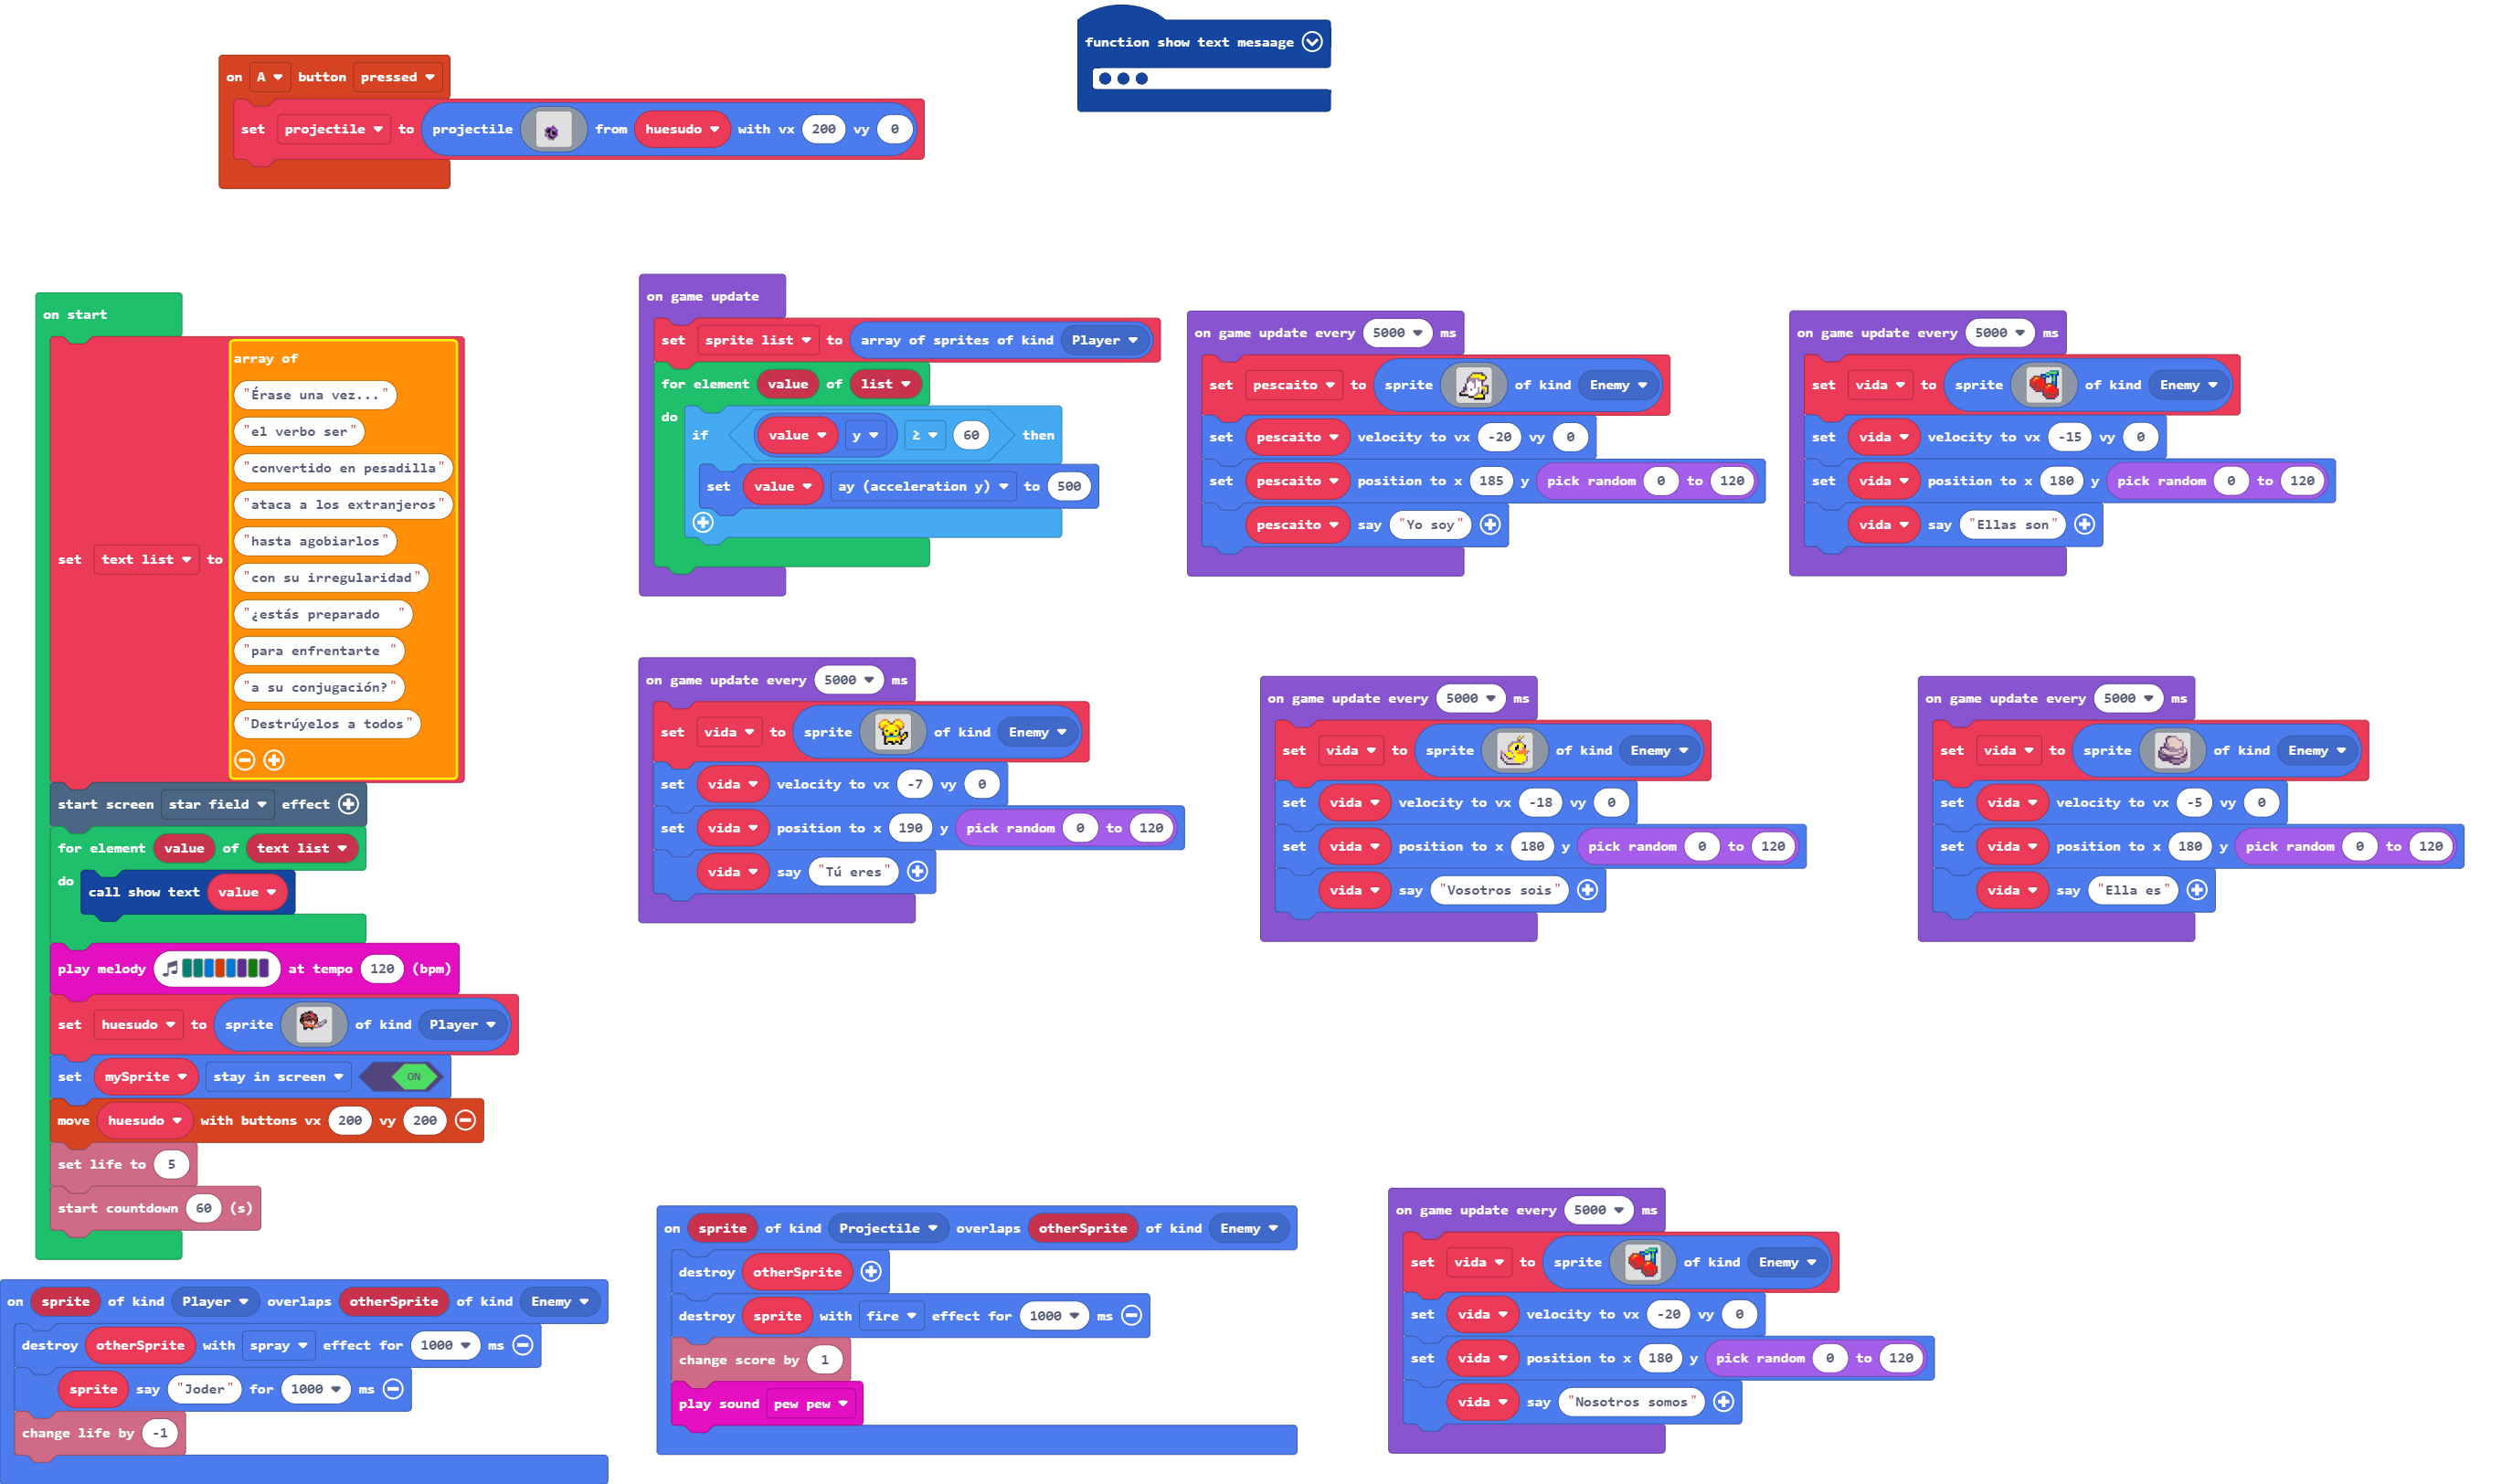 function show text mesaage
on A button pressed
set projectile to projectile from huesudo with vx 200 vy 0
on start
set text list to
array of
"Érase una vez..."
"el verbo ser"
"convertido en pesadilla"
"ataca a los extranjeros"
"hasta agobiarlos"
"con su irregularidad"
"¿estás preparado "
"para enfrentarte "
"a su conjugación?"
"Destrúyelos a todos"
start screen star field effect
for element value of text list
do
call show text value
play melody at tempo 120 (bpm)
set huesudo to sprite of kind Player
set mySprite stay in screen ON
move huesudo with buttons vx 200 vy 200
set life to 5
start countdown 60 (s)
on game update
set sprite list to array of sprites of kind Player
for element value of list
do
if value y ≥ 60 then
set value ay (acceleration y) to 500
on game update every 5000 ms
set pescaito to sprite of kind Enemy
set pescaito velocity to vx -20 vy 0
set pescaito position to x 185 y pick random 0 to 120
pescaito say "Yo soy"
on game update every 5000 ms
set vida to sprite of kind Enemy
set vida velocity to vx -15 vy 0
set vida position to x 180 y pick random 0 to 120
vida say "Ellas son"
on game update every 5000 ms
set vida to sprite of kind Enemy
set vida velocity to vx -7 vy 0
set vida position to x 190 y pick random 0 to 120
vida say "Tú eres"
on game update every 5000 ms
set vida to sprite of kind Enemy
set vida velocity to vx -18 vy 0
set vida position to x 180 y pick random 0 to 120
vida say "Vosotros sois"
on game update every 5000 ms
set vida to sprite of kind Enemy
set vida velocity to vx -5 vy 0
set vida position to x 180 y pick random 0 to 120
vida say "Ella es"
on sprite of kind Player overlaps otherSprite of kind Enemy
destroy otherSprite with spray effect for 1000 ms
sprite say "Joder" for 1000 ms
change life by -1
on sprite of kind Projectile overlaps otherSprite of kind Enemy
destroy otherSprite
destroy sprite with fire effect for 1000 ms
change score by 1
play sound pew pew
on game update every 5000 ms
set vida to sprite of kind Enemy
set vida velocity to vx -20 vy 0
set vida position to x 180 y pick random 0 to 120
vida say "Nosotros somos"